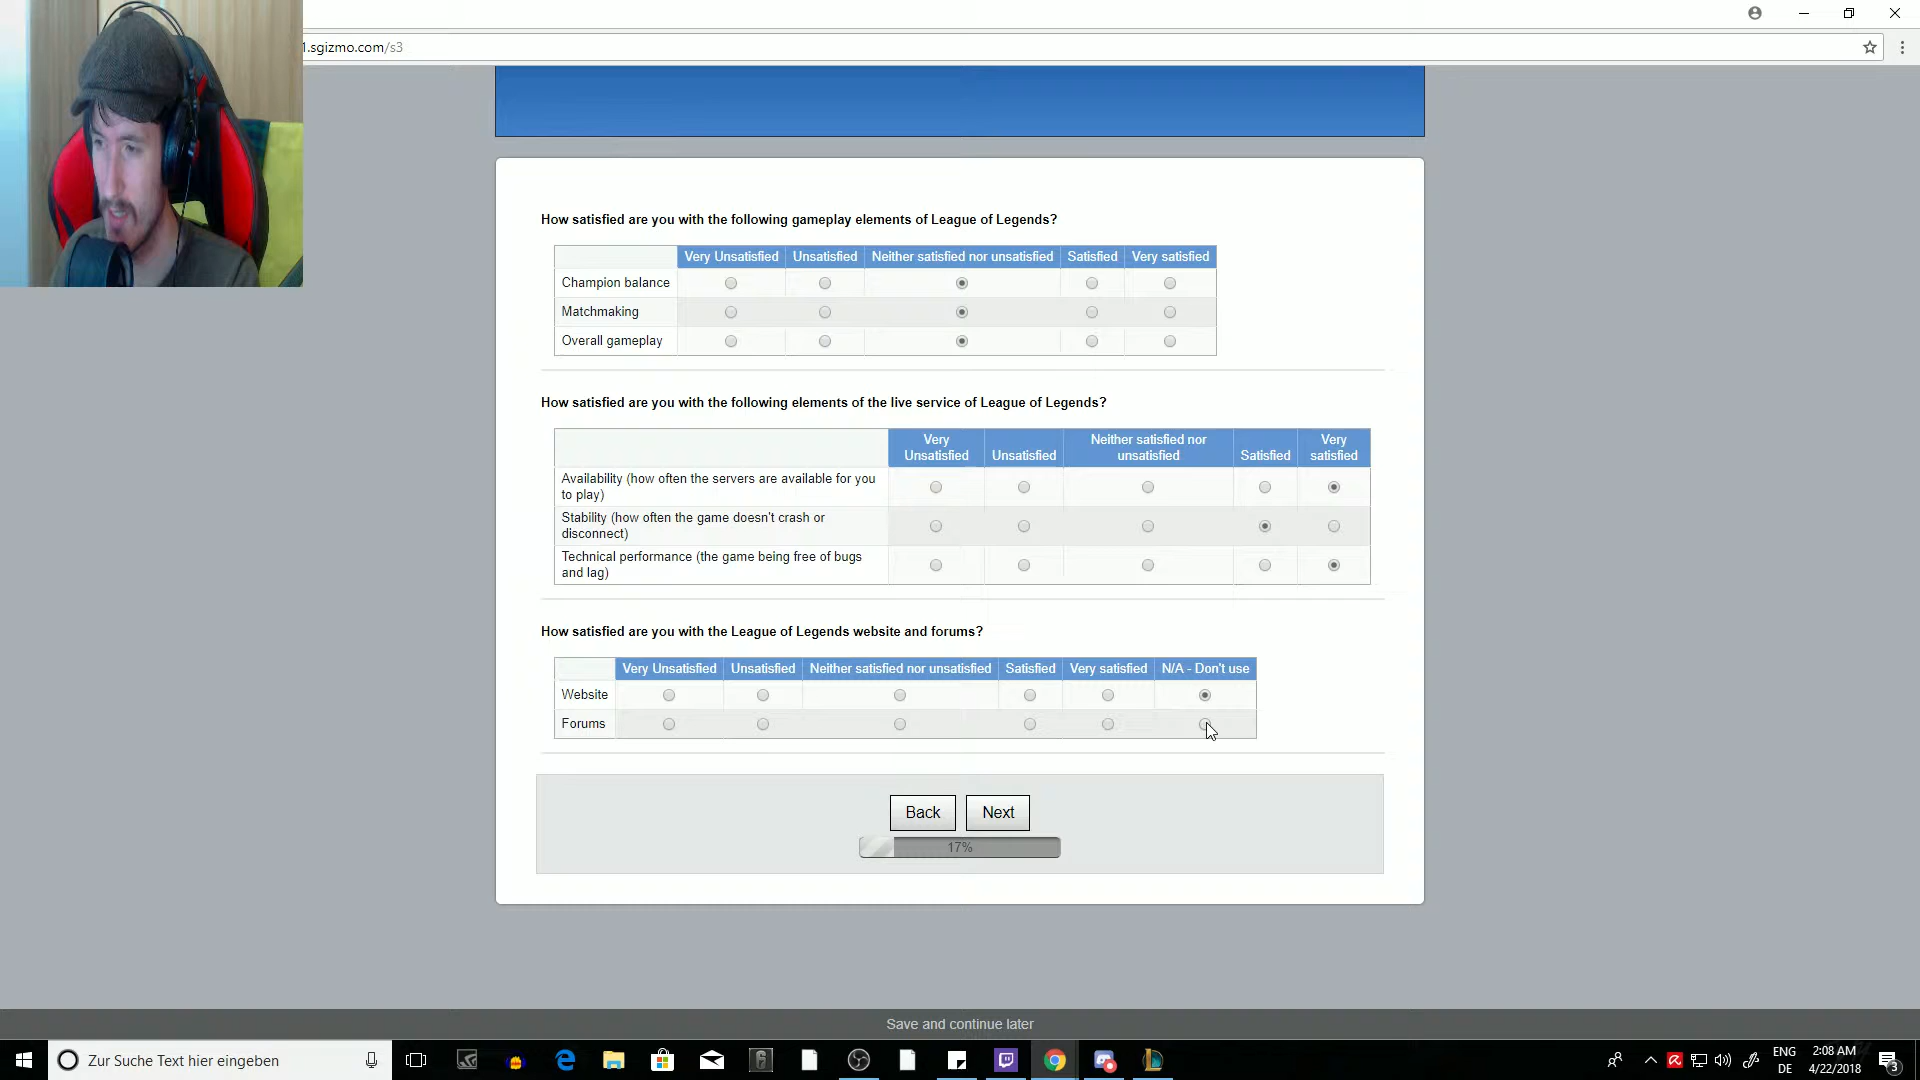 1.sgizmo.com/s3
How satisfied are you with the following gameplay elements of League of Legends?
Very Unsatisfied Unsatisfied Neither satisfied nor unsatisfied Satisfied Very satisfied
Champion balance
Matchmaking
Overall gameplay
How satisfied are you with the following elements of the live service of League of Legends?
Very Unsatisfied Unsatisfied Neither satisfied nor unsatisfied Satisfied Very satisfied
Availability (how often the servers are available for you
to play)
Stability (how often the game doesn't crash or
disconnect)
Technical performance (the game being free of bugs
and lag)
How satisfied are you with the League of Legends website and forums?
Very Unsatisfied Unsatisfied Neither satisfied nor unsatisfied Satisfied Very satisfied N/A - Don't use
Website
Forums
Back Next
17%
Save and continue later
Zur Suche Text hier eingeben
ENG 2:08 AM
DE 4/22/2018 3